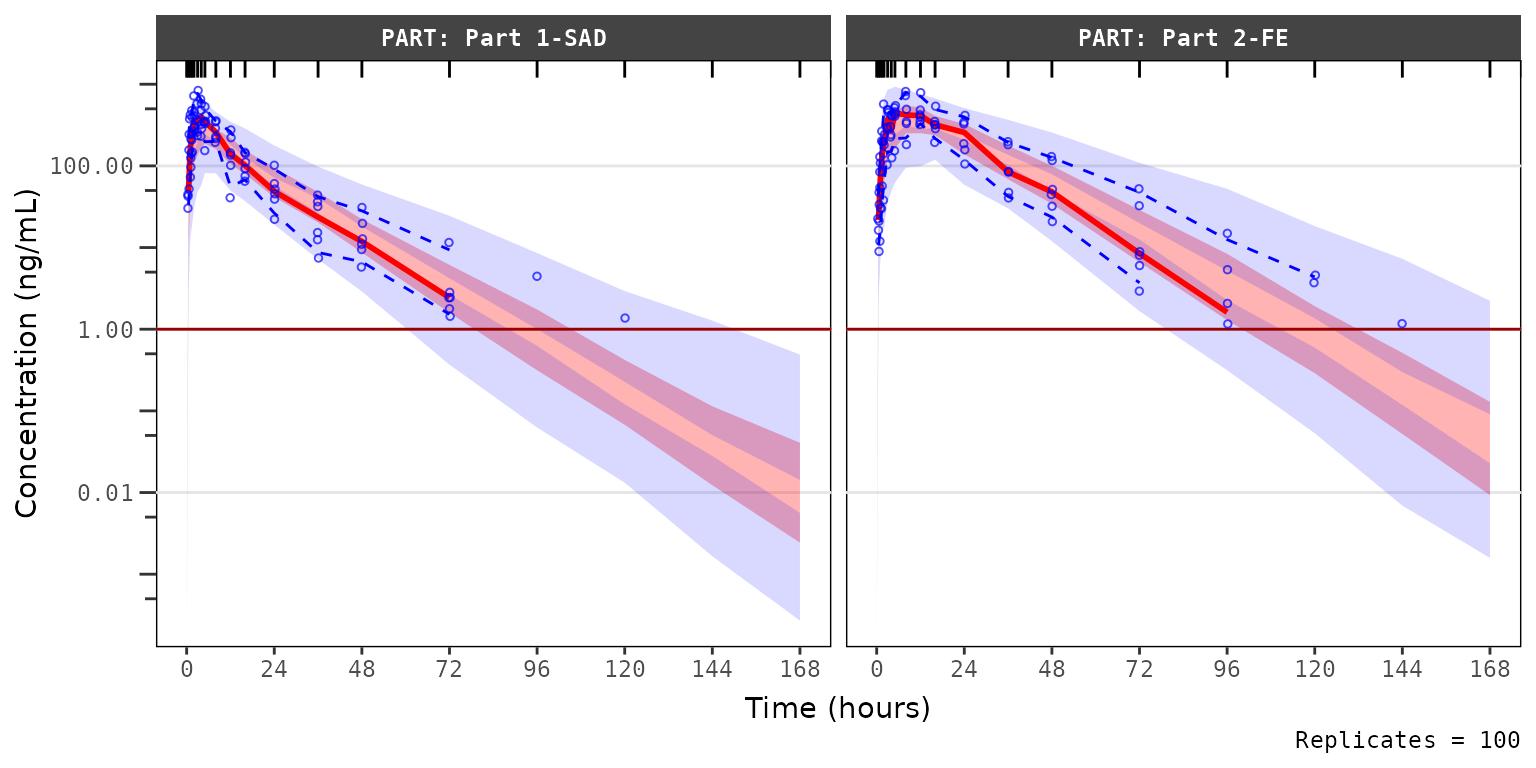 PART: Part 1-SAD
PART: Part 2-FE
Concentration (ng/mL)
100.00
1.00
0.01
0 24 48 72 96 120 144 168
0 24 48 72 96 120 144 168
Time (hours)
Replicates = 100